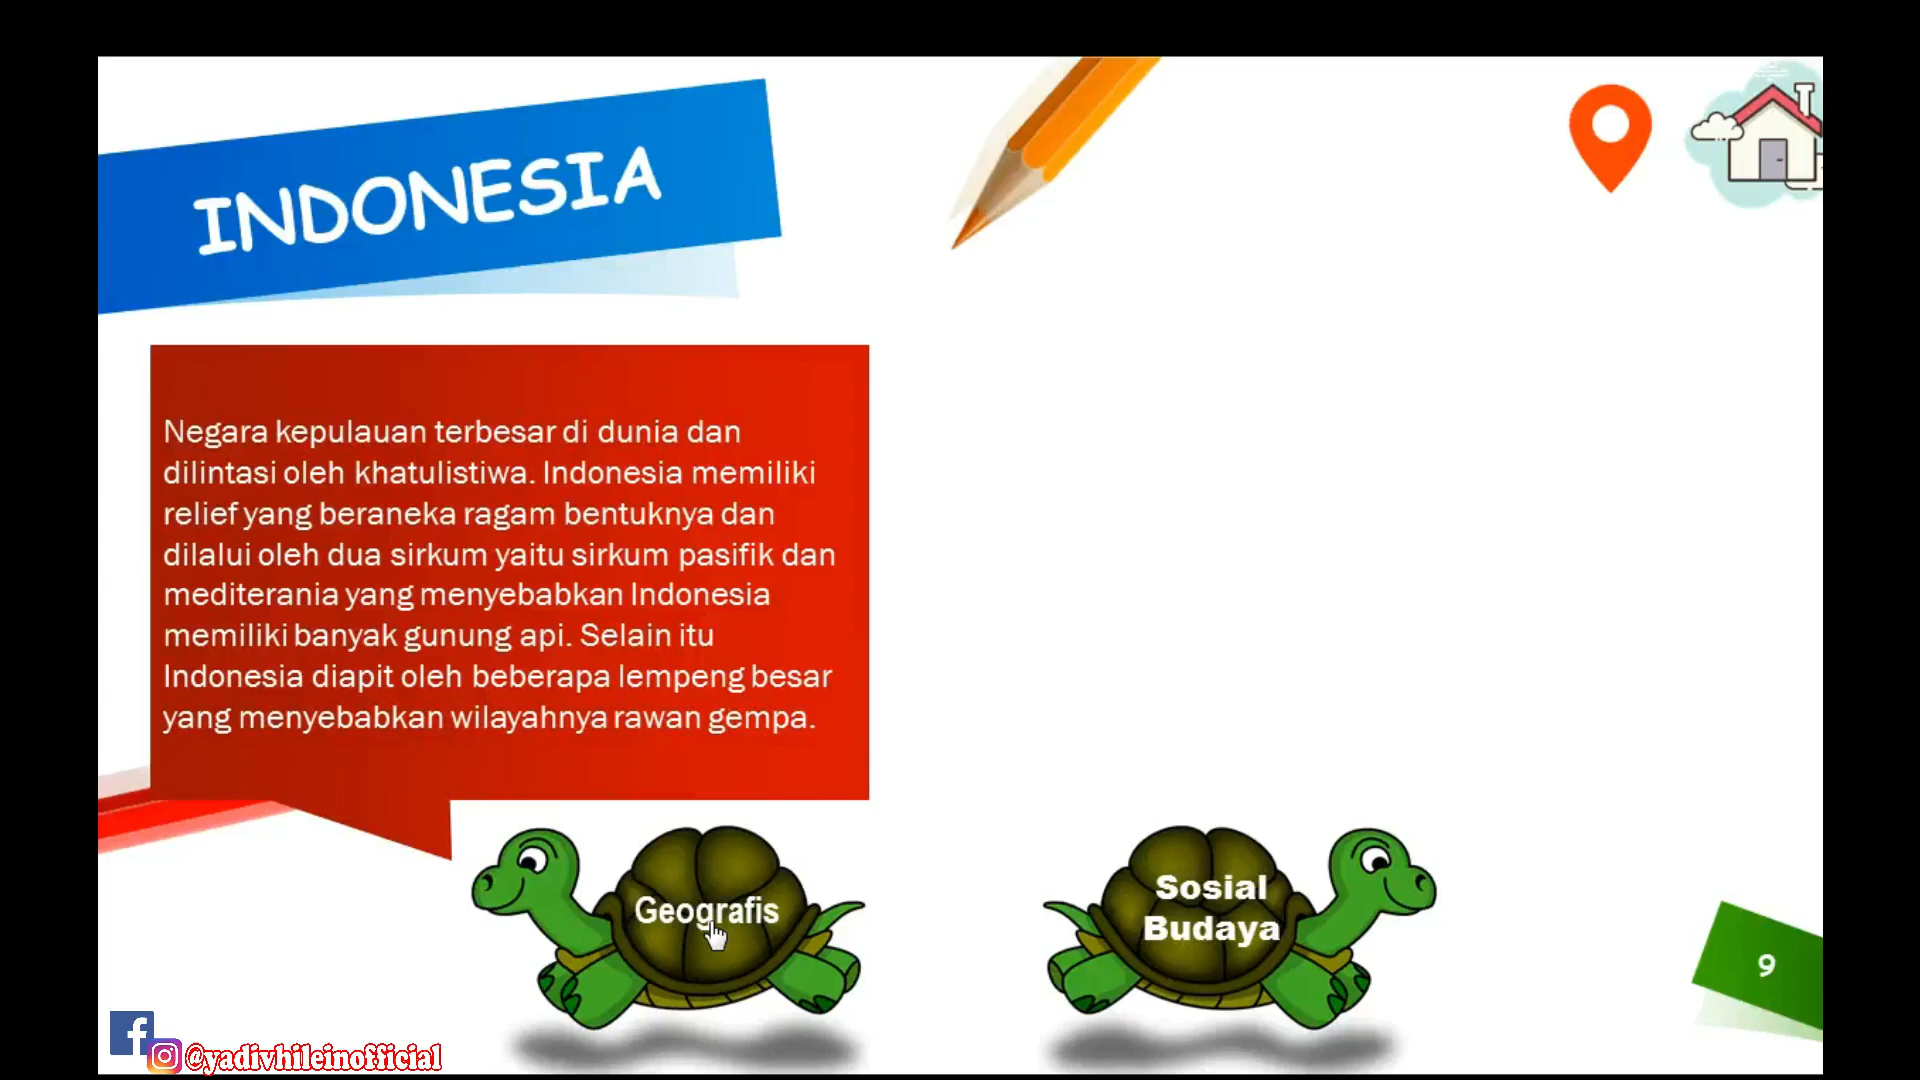 INDONESIA
Negara kepulauan terbesar di dunia dan
dilintasi oleh khatulistiwa. Indonesia memiliki
relief yang beraneka ragam bentuknya dan
dilalui oleh dua sirkum yaitu sirkum pasifik dan
mediterania yang menyebabkan Indonesia
memiliki banyak gunung api. Selain itu
Indonesia diapit oleh beberapa lempeng besar
yang menyebabkan wilayahnya rawan gempa.
Geografis
Sosial
Budaya
9
@yadivhileinofficial